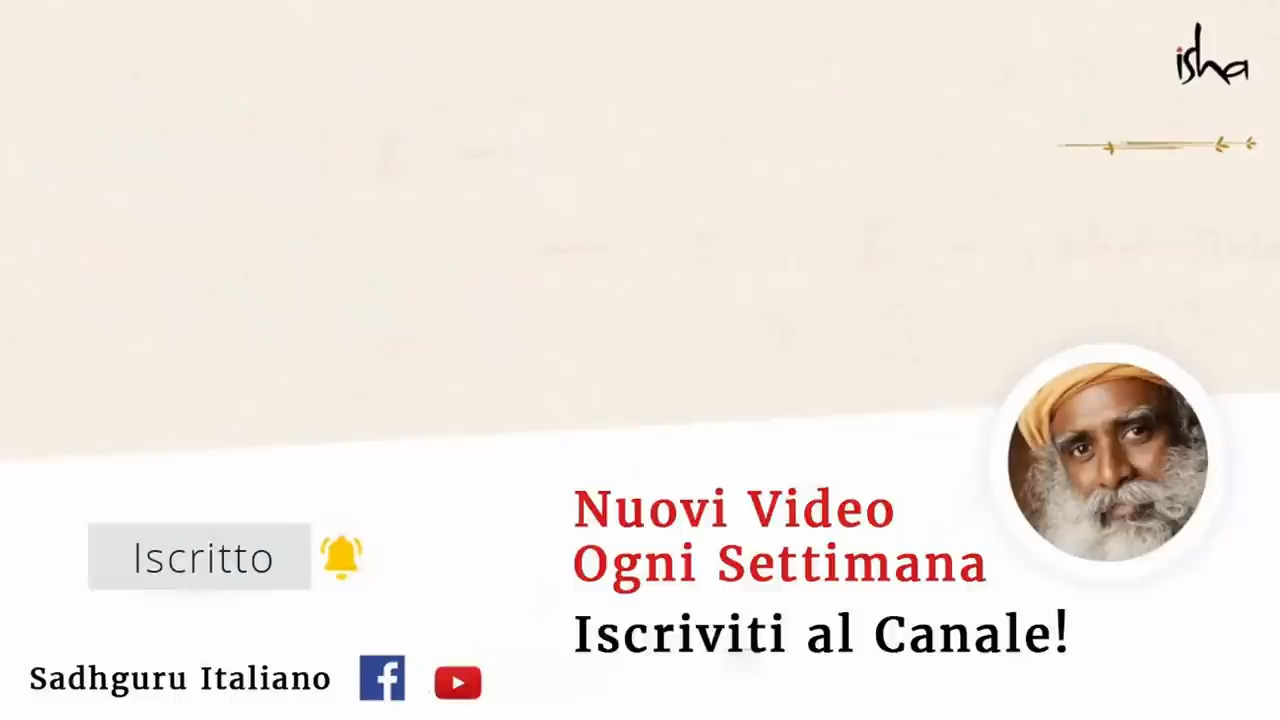 isha
Nuovi Video
Ogni Settimana
Iscriviti al Canale!
Iscritto
Sadhguru Italiano